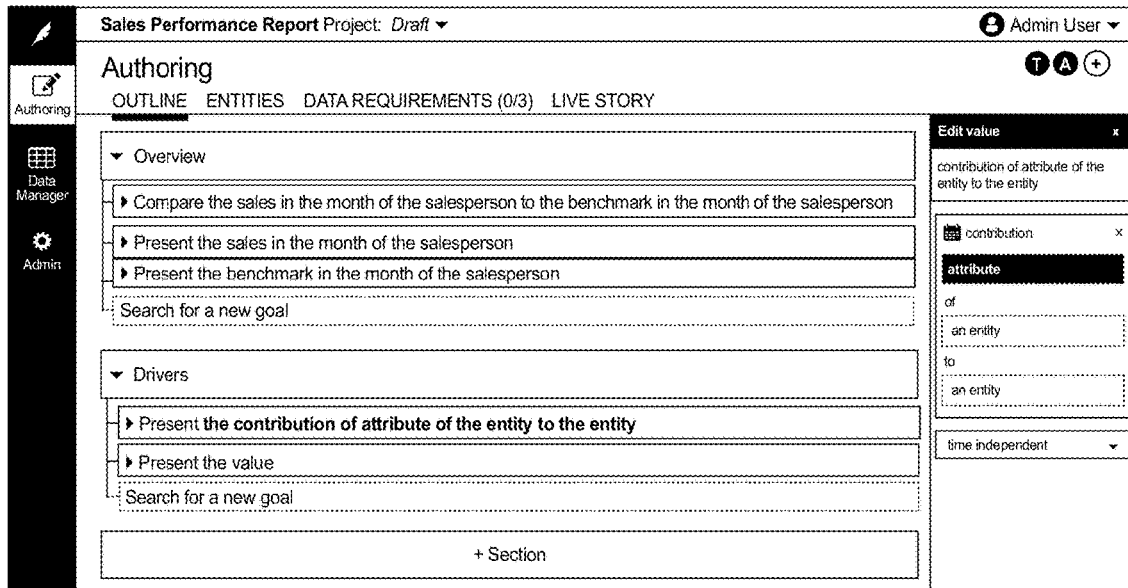 Sales Performance Report Project: Draft
Admin User
Authoring
T A +
OUTLINE ENTITIES DATA REQUIREMENTS (0/3) LIVE STORY
Authoring
Data
Manager
Admin
Overview
Compare the sales in the month of the salesperson to the benchmark in the month of the salesperson
Present the sales in the month of the salesperson
Present the benchmark in the month of the salesperson
Search for a new goal
Drivers
Present the contribution of attribute of the entity to the entity
Present the value
Search for a new goal
+ Section
Edit value x
contribution of attribute of the
entity to the entity
contribution x
attribute
of
an entity
to
an entity
time independent